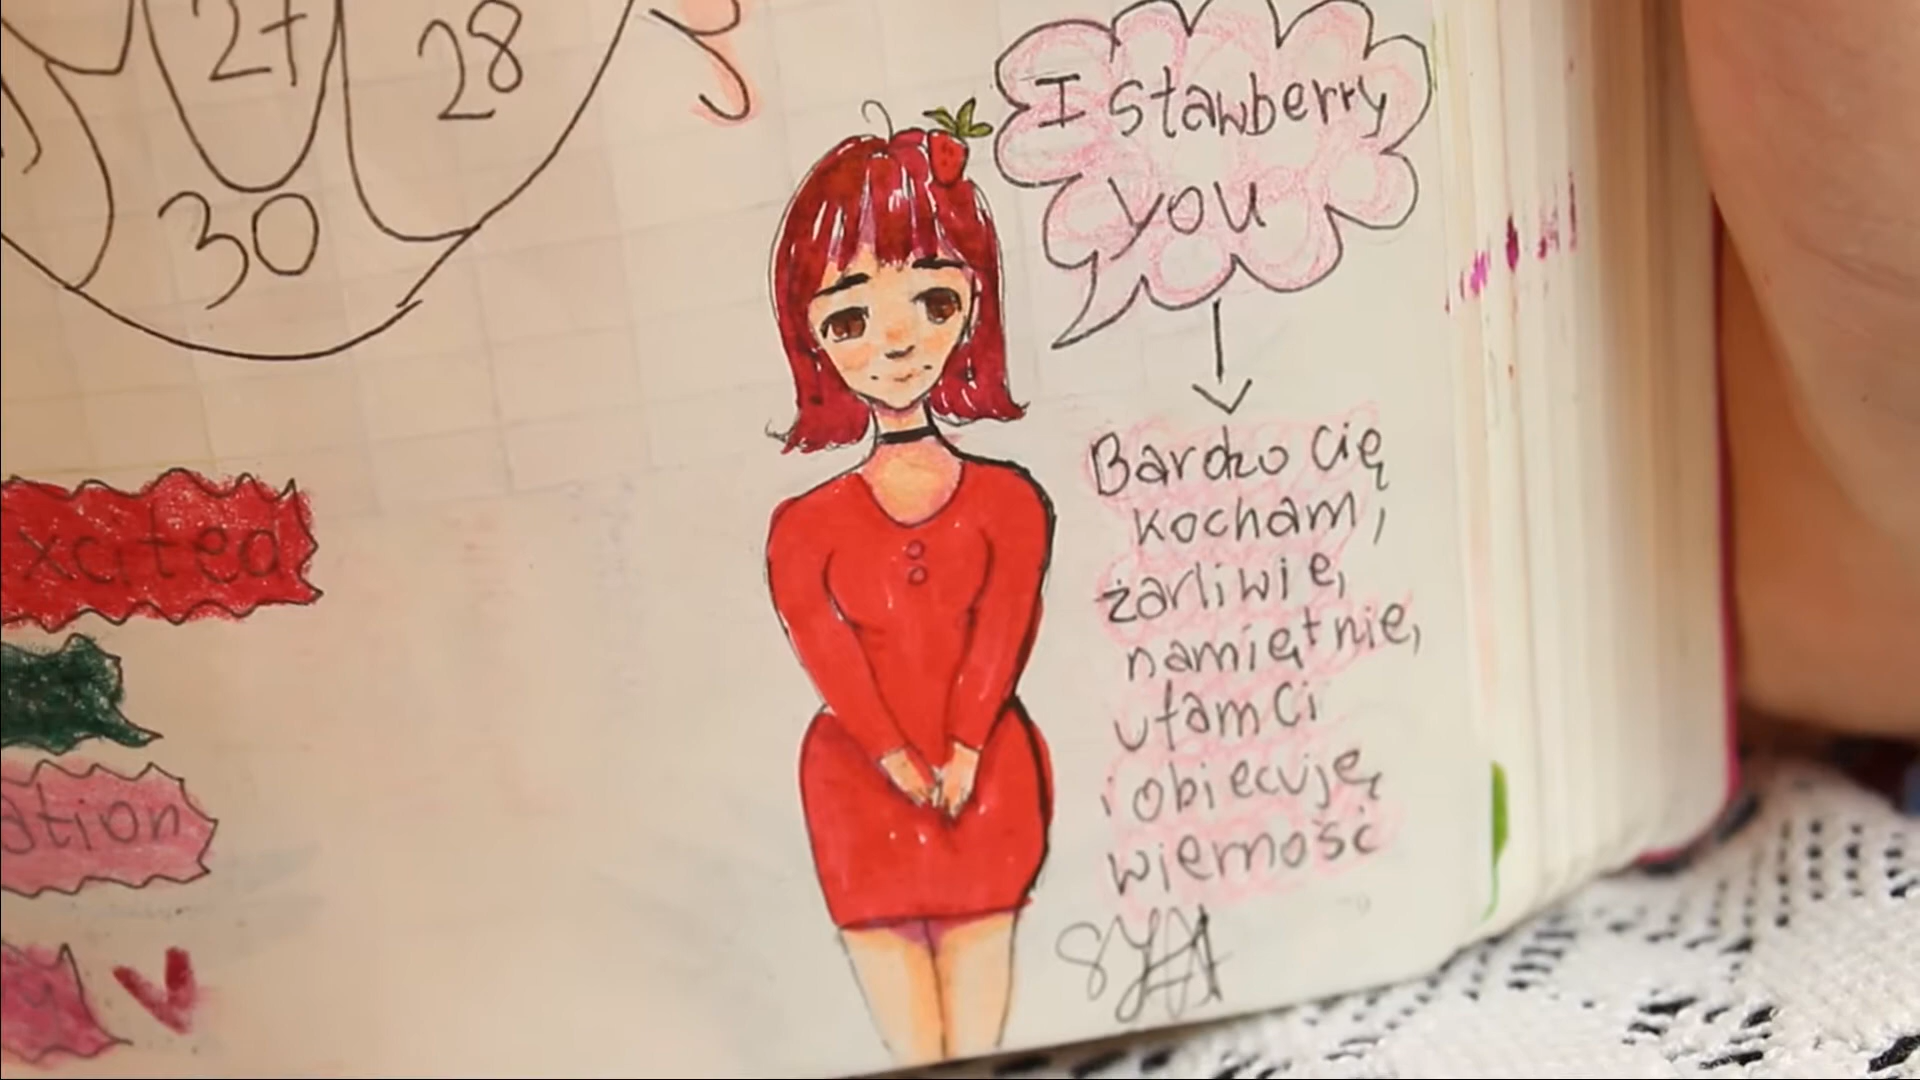 27
28
30
I stawberry
you
Bardzo Cię
kocham,
żarliwie,
namiętnie,
ufam Ci
i obiecuję
wierność
xcited
ation